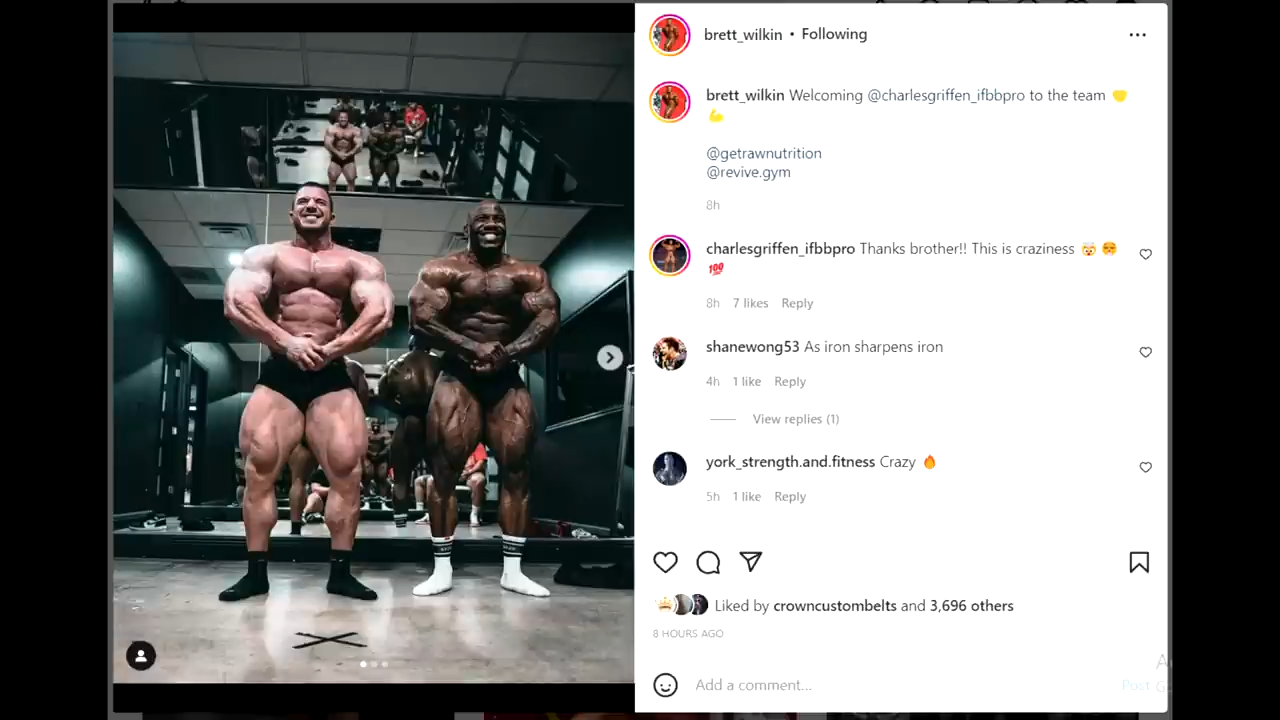 brett_wilkin • Following
brett_wilkin Welcoming @charlesgriffen_ifbbpro to the team
@getrawnutrition
@revive.gym
8h
charlesgriffen_ifbbpro Thanks brother!! This is craziness 🤯 ✊
💯
8h 7 likes Reply
shanewong53 As iron sharpens iron
4h 1 like Reply
View replies (1)
york_strength.and.fitness Crazy 🔥
5h 1 like Reply
Liked by crowncustombelts and 3,696 others
8 HOURS AGO
Add a comment...
Post